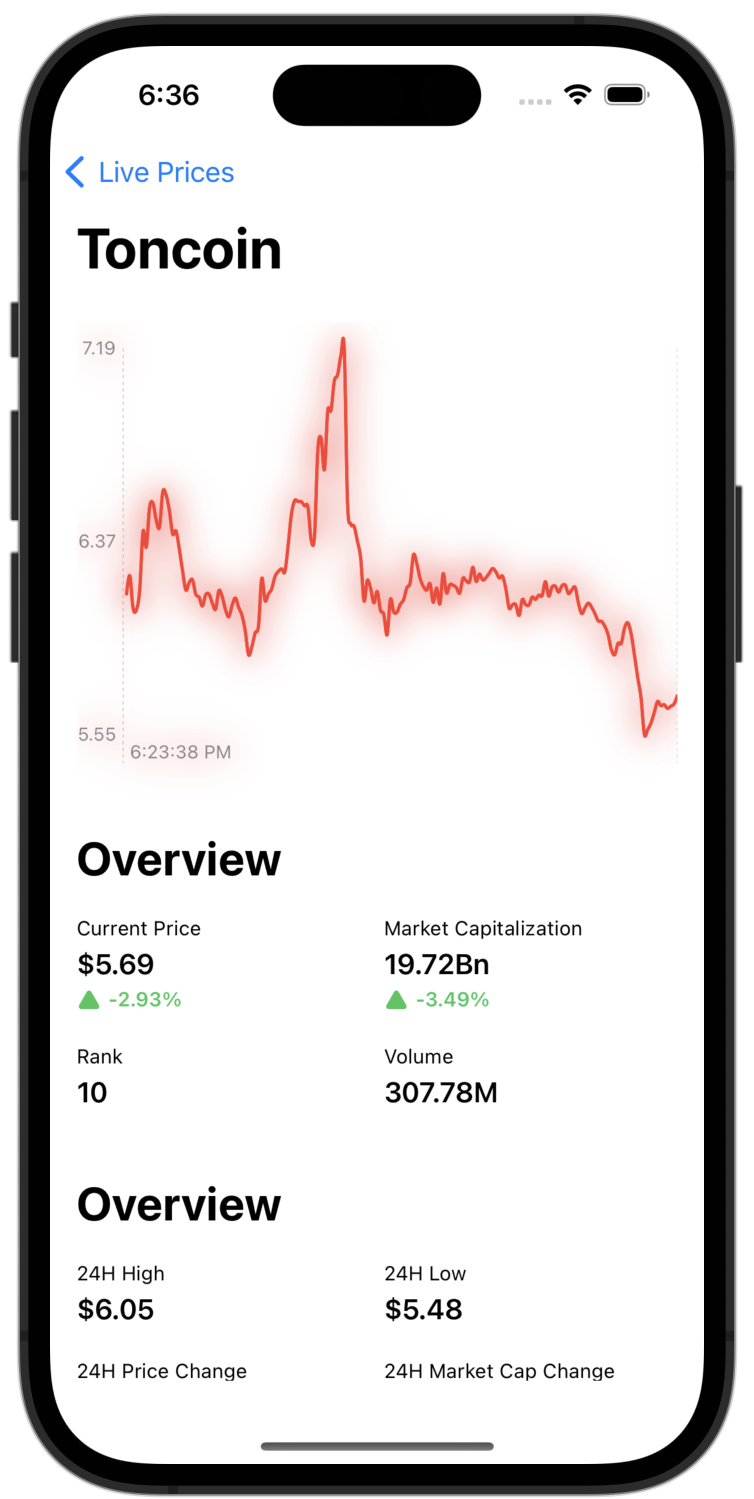 6:36
Live Prices
Toncoin
7.19
6.37
5.55
6:23:38 PM
Overview
Current Price Market Capitalization
$5.69 19.72Bn
-2.93% -3.49%
Rank Volume
10 307.78M
Overview
24H High 24H Low
$6.05 $5.48
24H Price Change 24H Market Cap Change